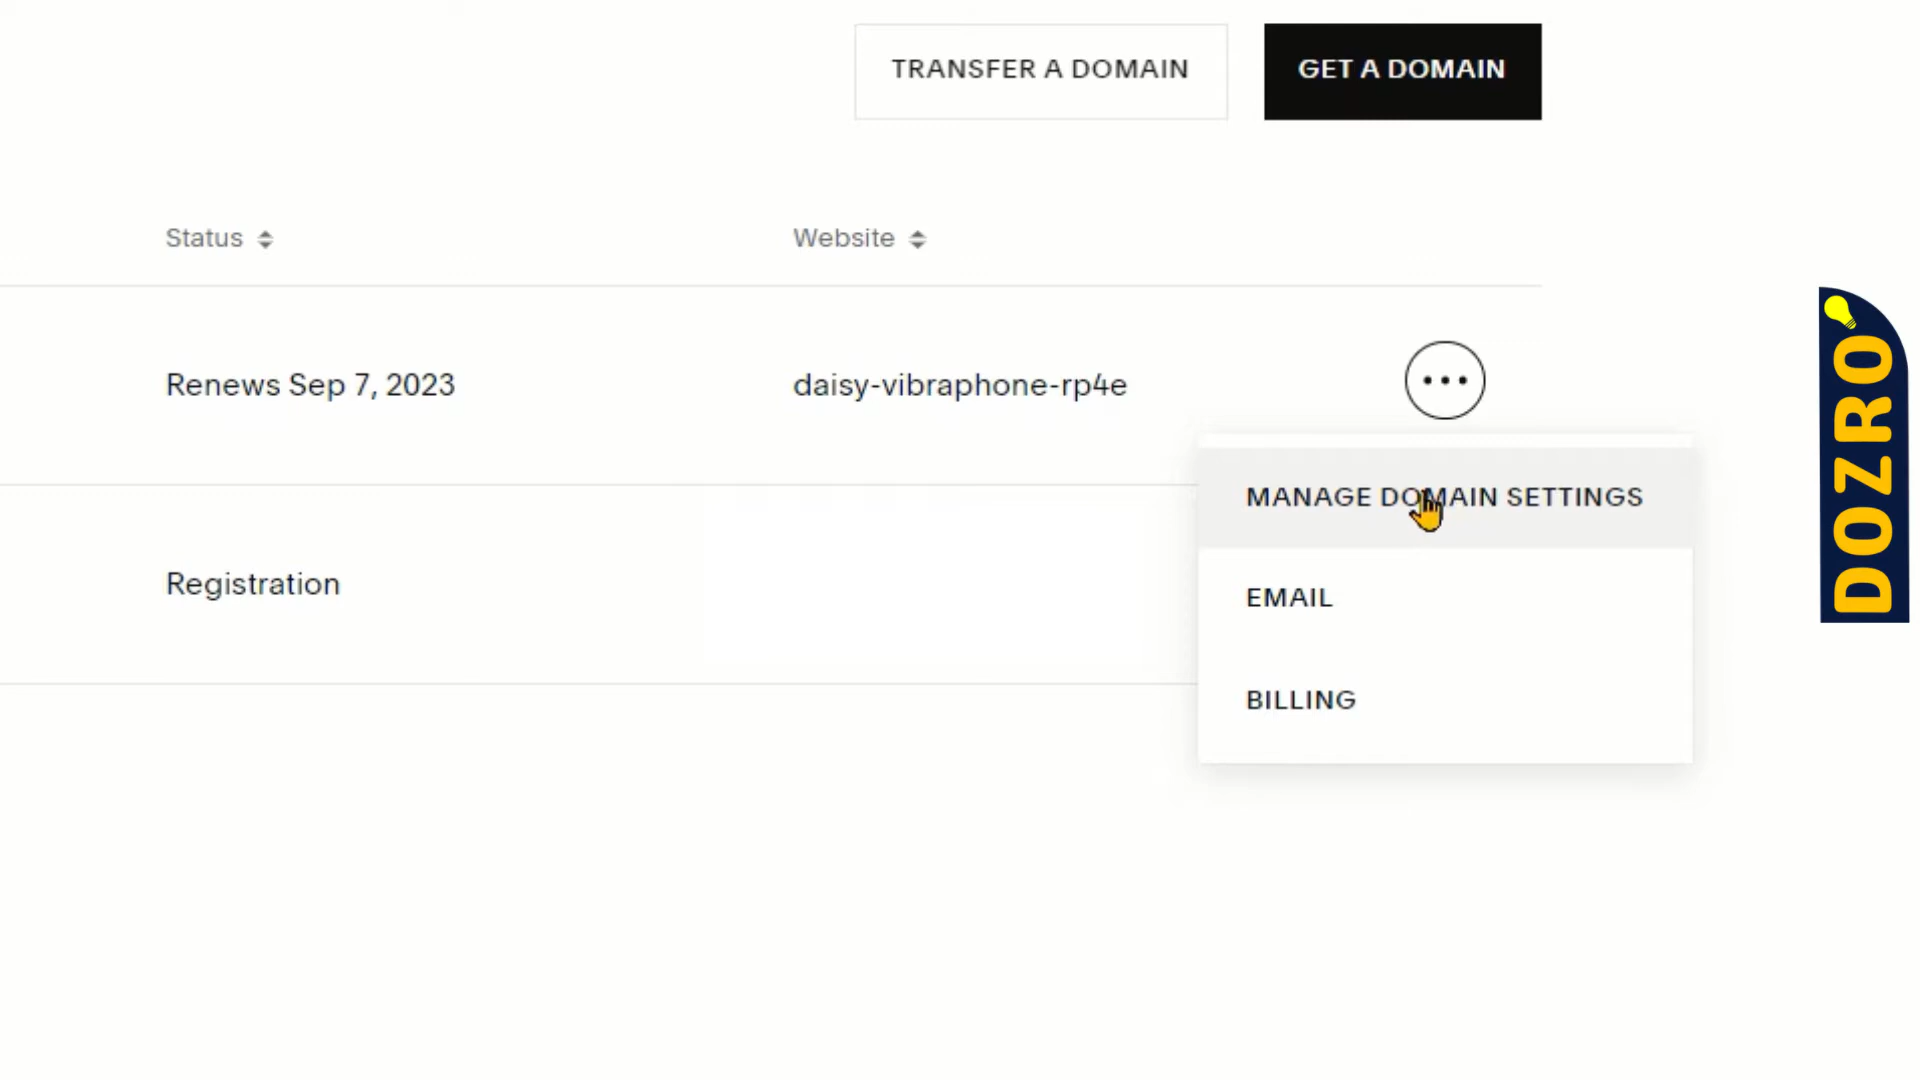 TRANSFER A DOMAIN
GET A DOMAIN
Status
Website
Renews Sep 7, 2023
daisy-vibraphone-rp4e
MANAGE DOMAIN SETTINGS
EMAIL
Registration
BILLING
DOZRO